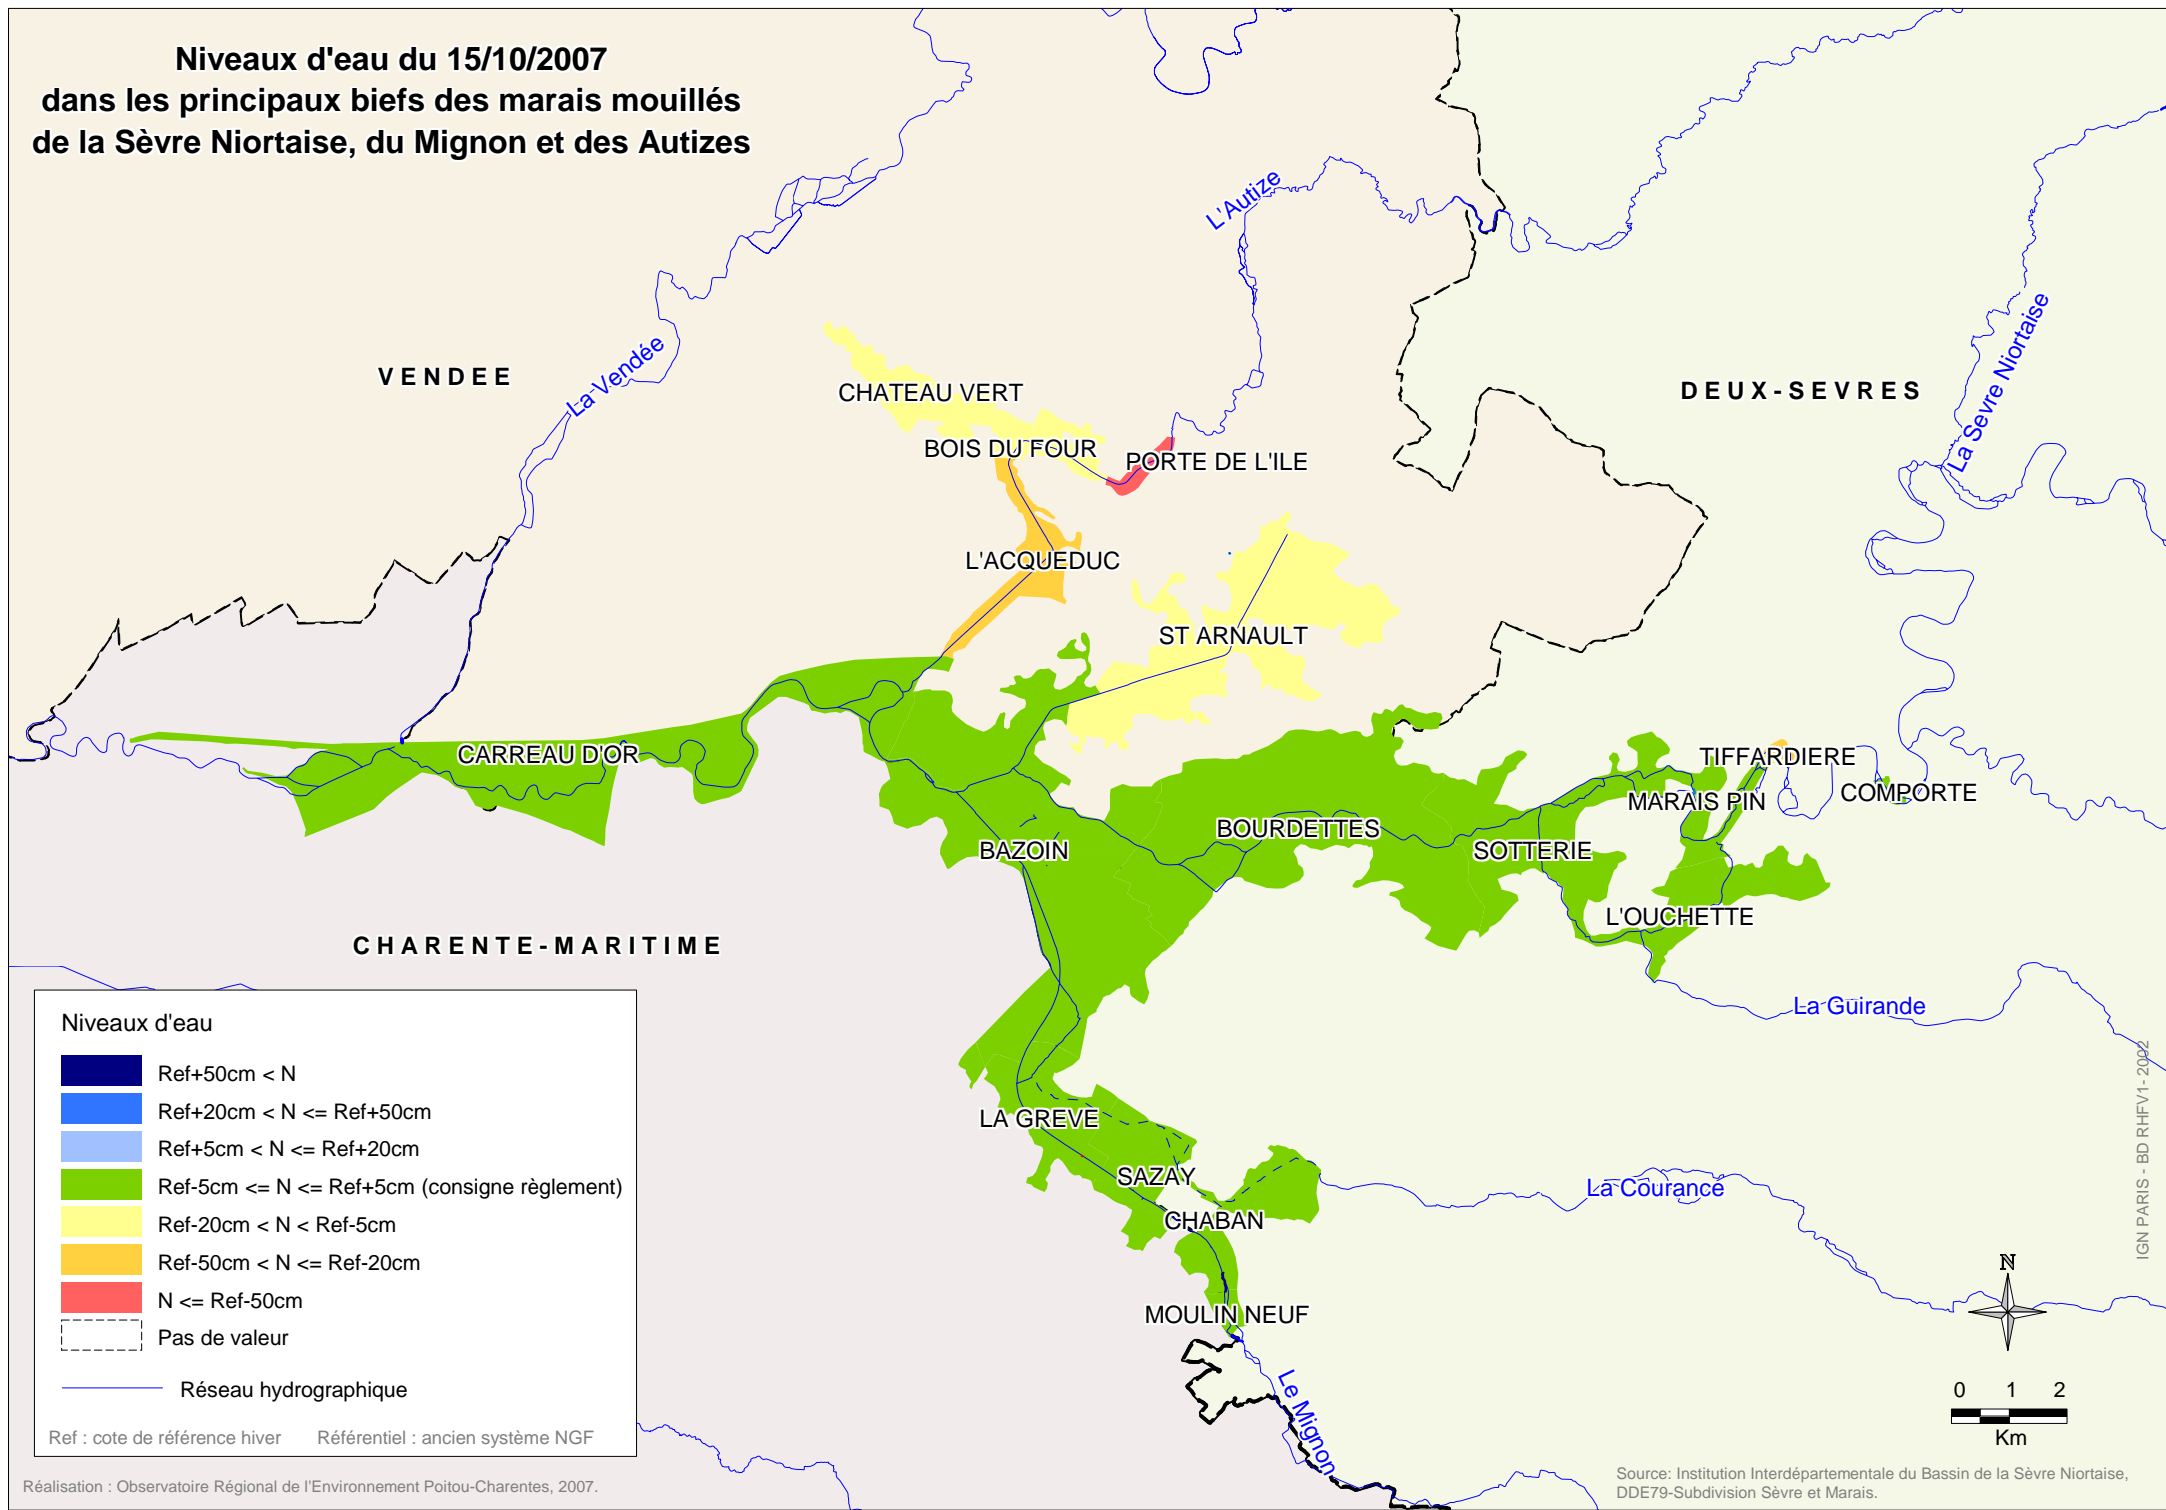 Niveaux d'eau du 15/10/2007
dans les principaux biefs des marais mouillés
de la Sèvre Niortaise, du Mignon et des Autizes
L'Autize
La Vendée
VENDEE
DEUX-SEVRES
La Sevre Niortaise
CHATEAU VERT
BOIS DU FOUR
PORTE DE L'ILE
L'ACQUEDUC
ST ARNAULT
CARREAU D'OR
TIFFARDIERE
MARAIS PIN
COMPORTE
BOURDETTES
BAZOIN
SOTTERIE
L'OUCHETTE
CHARENTE-MARITIME
La Guirande
LA GREVE
SAZAY
La Courance
CHABAN
MOULIN NEUF
Le Mignon
Niveaux d'eau
Ref+50cm < N
Ref+20cm < N <= Ref+50cm
Ref+5cm < N <= Ref+20cm
Ref-5cm <= N <= Ref+5cm (consigne règlement)
Ref-20cm < N < Ref-5cm
Ref-50cm < N <= Ref-20cm
N <= Ref-50cm
Pas de valeur
Réseau hydrographique
Ref : cote de référence hiver Référentiel : ancien système NGF
Réalisation : Observatoire Régional de l'Environnement Poitou-Charentes, 2007.
IGN PARIS - BD RHFV1- 2002
N
0 1 2
Km
Source: Institution Interdépartementale du Bassin de la Sèvre Niortaise,
DDE79-Subdivision Sèvre et Marais.